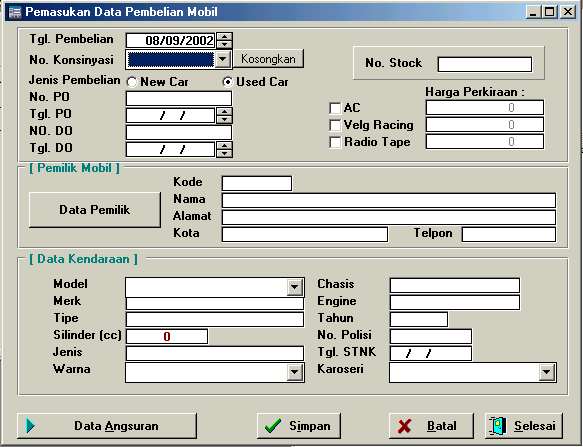 Pemasukan Data Pembelian Mobil
Tgl. Pembelian 08/09/2002
No. Konsinyasi Kosongkan
No. Stock
Jenis Pembelian New Car Used Car
Harga Perkiraan :
No. PO
AC 0
Tgl. PO / /
Velg Racing 0
NO. DO
Radio Tape 0
Tgl. DO / /
[ Pemilik Mobil ]
Data Pemilik
Kode
Nama
Alamat
Kota Telpon
[ Data Kendaraan ]
Model Chasis
Merk Engine
Tipe Tahun
Silinder (cc) 0 No. Polisi
Jenis Tgl. STNK / /
Warna Karoseri
Data Angsuran Simpan Batal Selesai